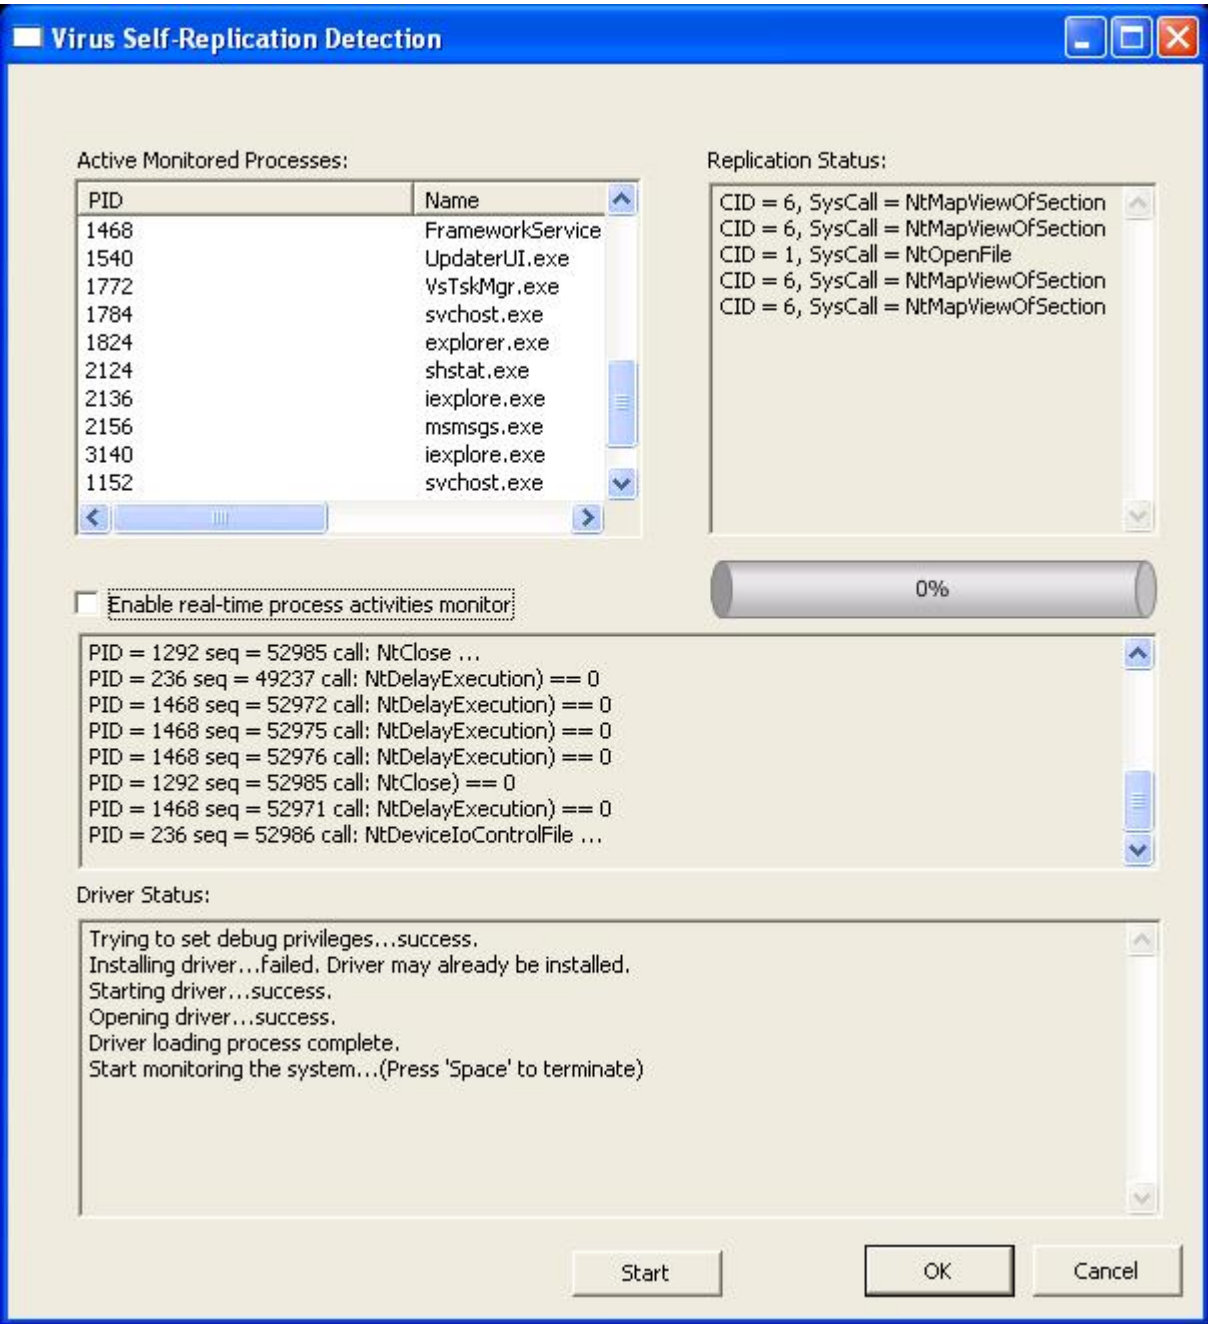 Virus Self-Replication Detection
Active Monitored Processes:
PID Name
1468 FrameworkService
1540 UpdaterUI.exe
1772 VsTskMgr.exe
1784 svchost.exe
1824 explorer.exe
2124 shstat.exe
2136 iexplore.exe
2156 msmsgs.exe
3140 iexplore.exe
1152 svchost.exe
Replication Status:
CID = 6, SysCall = NtMapViewOfSection
CID = 6, SysCall = NtMapViewOfSection
CID = 1, SysCall = NtOpenFile
CID = 6, SysCall = NtMapViewOfSection
CID = 6, SysCall = NtMapViewOfSection
0%
Enable real-time process activities monitor
PID = 1292 seq = 52985 call: NtClose ...
PID = 236 seq = 49237 call: NtDelayExecution) == 0
PID = 1468 seq = 52972 call: NtDelayExecution) == 0
PID = 1468 seq = 52975 call: NtDelayExecution) == 0
PID = 1468 seq = 52976 call: NtDelayExecution) == 0
PID = 1292 seq = 52985 call: NtClose) == 0
PID = 1468 seq = 52971 call: NtDelayExecution) == 0
PID = 236 seq = 52986 call: NtDeviceIoControlFile ...
Driver Status:
Trying to set debug privileges...success.
Installing driver...failed. Driver may already be installed.
Starting driver...success.
Opening driver...success.
Driver loading process complete.
Start monitoring the system...(Press 'Space' to terminate)
Start OK Cancel